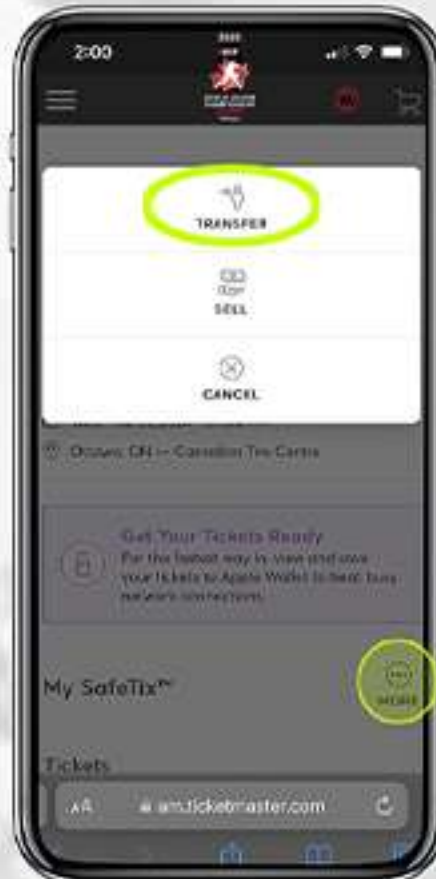 2:00
TRANSFER
SELL
CANCEL
Ottawa, ON — Canadian Tire Centre
Get Your Tickets Ready
For the fastest way in, view and save
your tickets to Apple Wallet to beat busy
network connections.
My SafeTix™
MORE
Tickets
AA am.ticketmaster.com